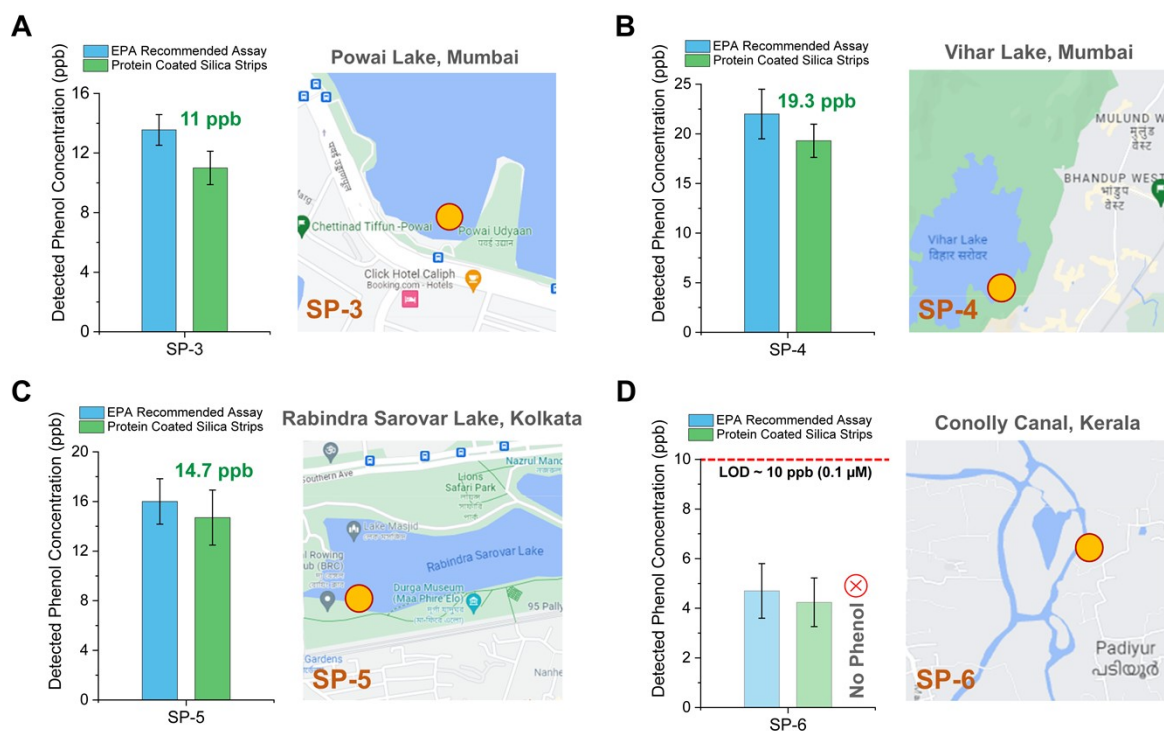 A
EPA Recommended Assay
Protein Coated Silica Strips
Detected Phenol Concentration (ppb)
16
12
8
4
0
11 ppb
SP-3
Powai Lake, Mumbai
Marg.
Chettinad Tiffun -Powai
Powai Udyaan
पवई उद्यान
Click Hotel Caliph
Booking.com - Hotels
SP-3
B
EPA Recommended Assay
Protein Coated Silica Strips
Detected Phenol Concentration (ppb)
25
20
15
10
5
0
19.3 ppb
SP-4
Vihar Lake, Mumbai
MULUND W
मुलुंड
वेस्ट
BHANDUP WEST
भांडुप
वेस्ट
Vihar Lake
विहार सरोवर
SP-4
C
EPA Recommended Assay
Protein Coated Silica Strips
Detected Phenol Concentration (ppb)
20
16
12
8
4
0
14.7 ppb
SP-5
Rabindra Sarovar Lake, Kolkata
Southern Ave
Nazrul Manc
Lions
Safari Park
Lake Masjid
al Rowing
ub (BRC)
Rabindra Sarovar Lake
Durga Museum
(Maa Phire Elo)
95 Pally
Gardens
Nanhe
SP-5
D
EPA Recommended Assay
Protein Coated Silica Strips
Detected Phenol Concentration (ppb)
10
8
6
4
2
0
LOD ~ 10 ppb (0.1 µM)
No Phenol
SP-6
Conolly Canal, Kerala
Padiyur
പടിയൂർ
SP-6